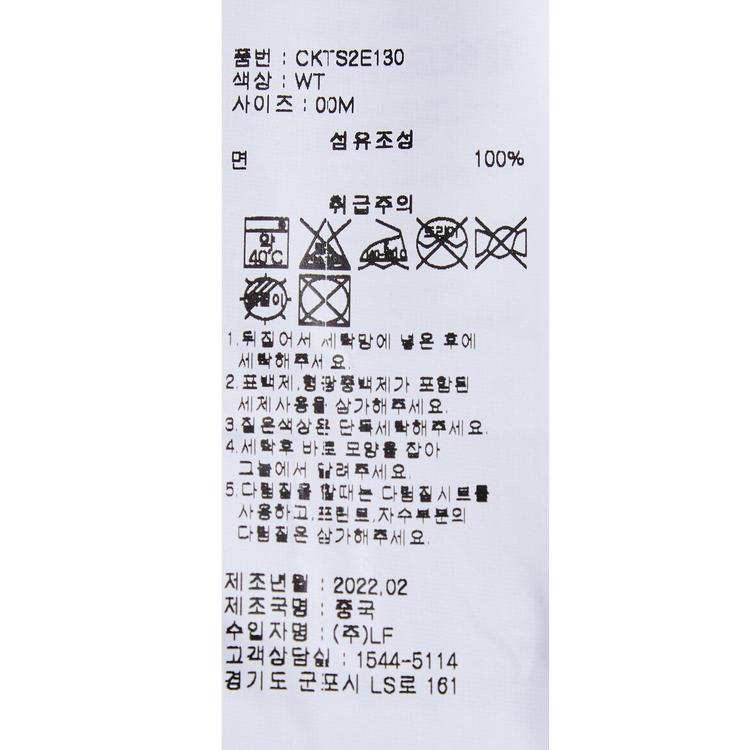 품번 : CKTS2E130
색상 : WT
사이즈 : 00M
섬유조성
면 100%
취급주의
약
40℃
드라이
1.뒤집어서 세탁망에 넣은 후에
세탁해주세요.
2.표백제,형광증백제가 포함된
세제사용을 삼가해주세요.
3.짙은색상은 단독세탁해주세요.
4.세탁후 바로 모양을 잡아
그늘에서 말려주세요.
5.다림질을 할때는 다림질시트를
사용하고,프린트,자수부분의
다림질은 삼가해주세요.
제조년월 : 2022.02
제조국명 : 중국
수입자명 : (주)LF
고객상담실 : 1544-5114
경기도 군포시 LS로 161